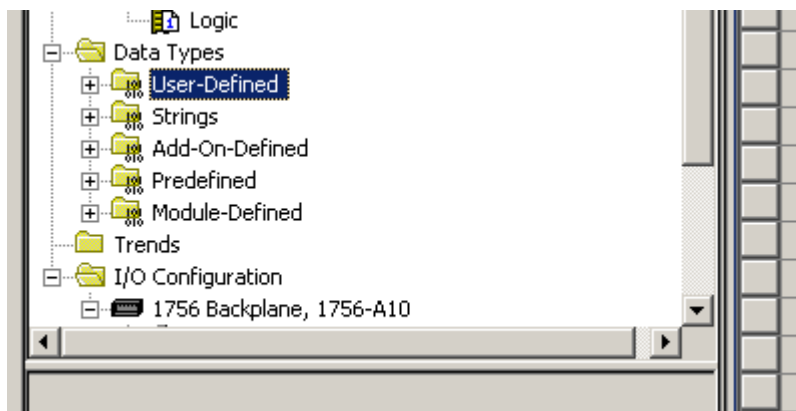 Logic
Data Types
User-Defined
Strings
Add-On-Defined
Predefined
Module-Defined
Trends
I/O Configuration
1756 Backplane, 1756-A10